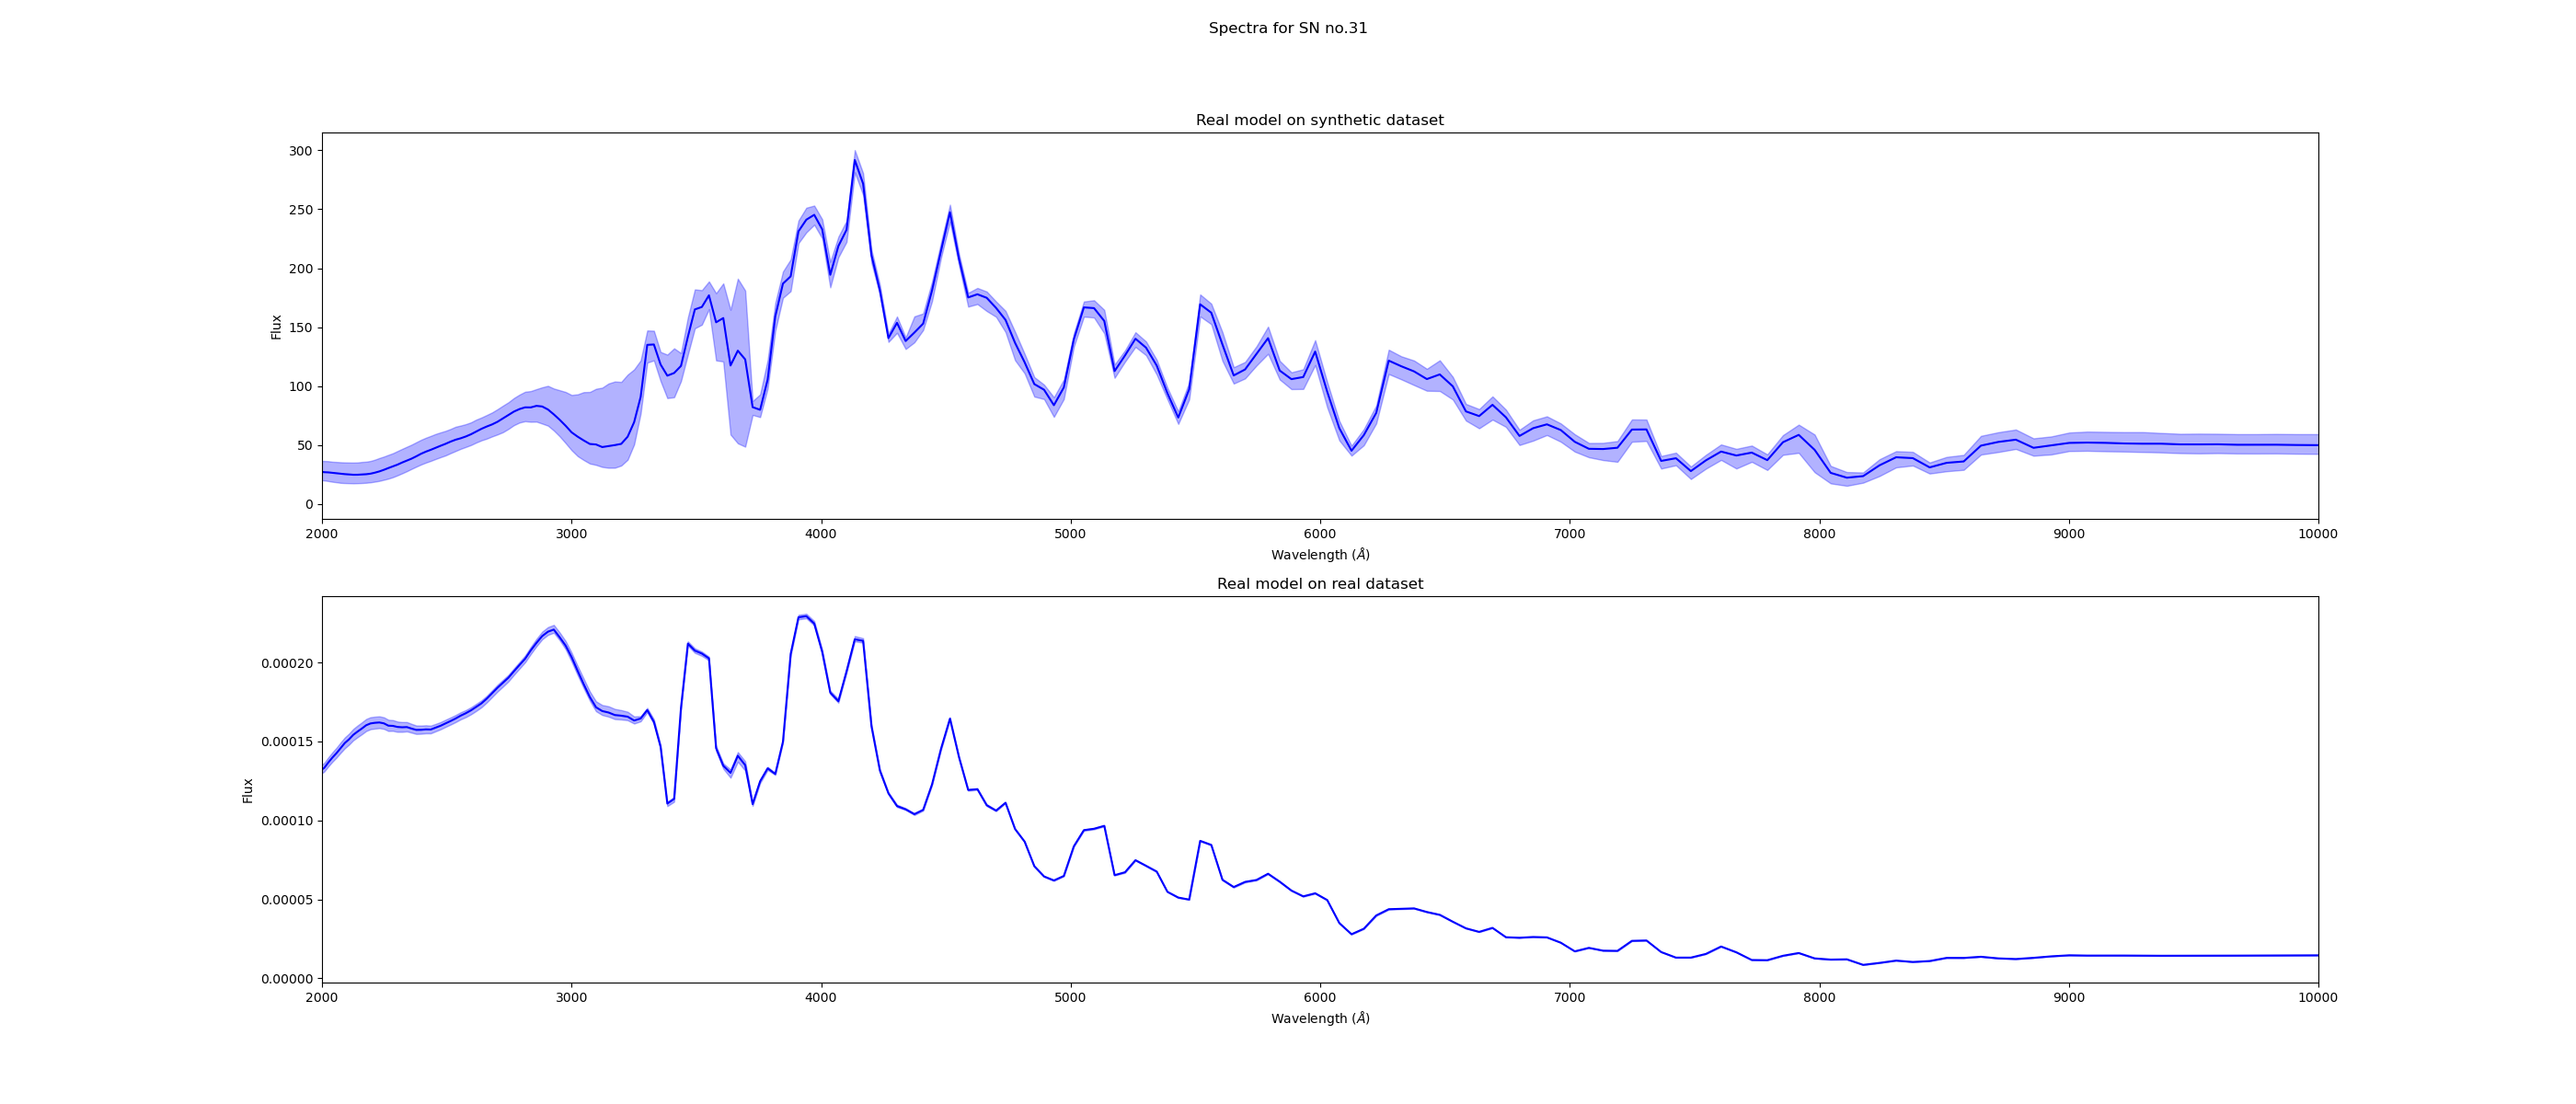 Spectra for SN no.31
Real model on synthetic dataset
300
250
200
150
100
50
0
Flux
2000 3000 4000 5000 6000 7000 8000 9000 10000
Wavelength (Å)
Real model on real dataset
0.00020
0.00015
0.00010
0.00005
0.00000
Flux
2000 3000 4000 5000 6000 7000 8000 9000 10000
Wavelength (Å)